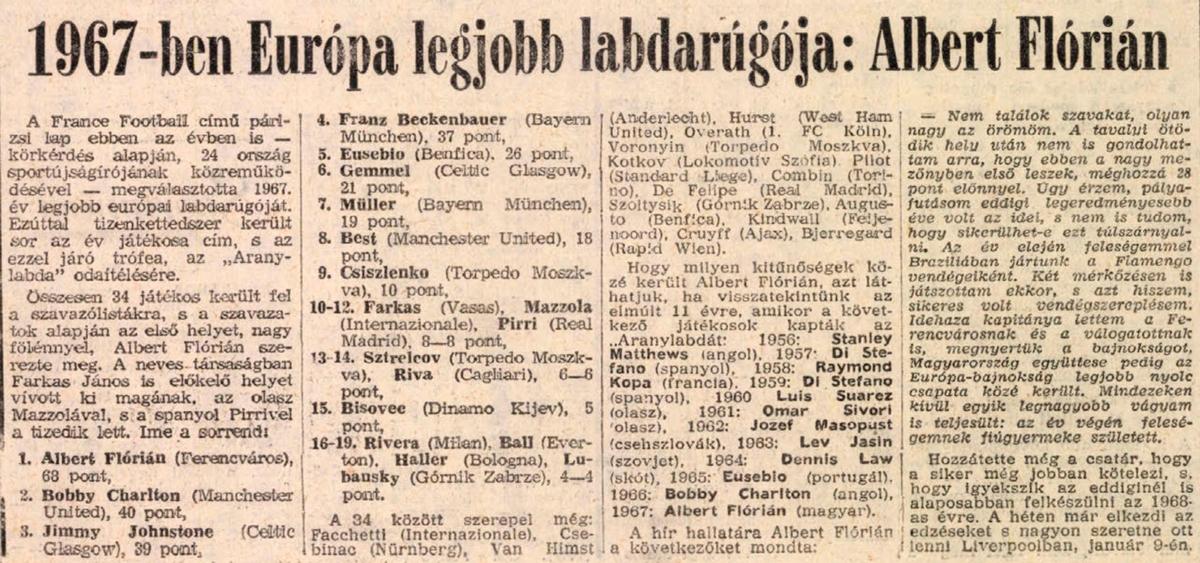 1967-ben Európa legjobb labdarúgója: Albert Flórián
A France Football című párizsi
lap ebben az évben is —
körkérdés alapján, 24 ország
sportújságírójának közreműkö-
désével — megválasztotta 1967.
év legjobb európai labdarúgóját.
Ezúttal tizenkettedszer került
sor az év játékosa cím, s az
ezzel járó trófea, az „Arany-
labda" odaítélésére.
Összesen 34 játékos került fel
a szavazólistákra, s a szavaza-
tok alapján az első helyet, nagy
fölénnyel, Albert Flórián sze-
rezte meg. A neves társaságban
Farkas János is előkelő helyet
vívott ki magának, az olasz
Mazzolával, s a spanyol Pirrivel
a tizedik lett. Ime a sorrend:
1. Albert Flórián (Ferencváros),
68 pont,
2. Bobby Charlton (Manchester
United), 40 pont,
3. Jimmy Johnstone (Celtic
Glasgow), 39 pont,
4. Franz Beckenbauer (Bayern
München), 37 pont,
5. Eusebio (Benfica), 26 pont,
6. Gemmel (Celtic Glasgow),
21 pont,
7. Müller (Bayern München),
19 pont,
8. Best (Manchester United), 18
pont,
9. Csiszlenko (Torpedo Moszk-
va), 10 pont,
10-12. Farkas (Vasas), Mazzola
(Internazionale), Pirri (Real
Madrid), 8—8 pont,
13-14. Sztrelcov (Torpedo Moszk-
va), Riva (Cagliari), 6—6
pont,
15. Bisovec (Dinamo Kijev), 5
pont,
16-19. Rivera (Milan), Ball (Ever-
ton), Haller (Bologna), Lu-
bansky (Górnik Zabrze), 4—4
pont.
A 34 között szerepel még:
Facchetti (Internazionale), Cse-
binac (Nürnberg), Van Himst
(Anderlecht), Hurst (West Ham
United), Overath (1. FC Köln),
Voronyin (Torpedo Moszkva),
Kotkov (Lokomotív Szófia) Pilot
(Standard Liege), Combin (Tori-
no), De Felipe (Real Madrid),
Szoltysik (Górnik Zabrze), Augus-
to (Benfica), Kindwall (Feije-
noord), Cruyff (Ajax), Bjerregard
(Rapid Wien).
Hogy milyen kitűnőségek kö-
zé került Albert Flórián, azt lát-
hatjuk, ha visszatekintünk az
elmúlt 11 évre, amikor a követ-
kező játékosok kapták az
„Aranylabdát: 1956: Stanley
Matthews (angol), 1957: Di Ste-
fano (spanyol), 1958: Raymond
Kopa (francia), 1959: Di Stefano
(spanyol), 1960 Luis Suarez
(olasz), 1961: Omar Sivori
olasz), 1962: Jozef Masopust
(csehszlovák), 1963: Lev Jasin
(szovjet), 1964: Dennis Law
(skót), 1965: Eusebio (portugál),
1966: Bobby Charlton (angol),
1967: Albert Flórián (magyar).
A hír hallatára Albert Flórián
a következőket mondta:
— Nem találok szavakat, olyan
nagy az örömöm. A tavalyi ötö-
dik hely után nem is gondolhat-
tam arra, hogy ebben a nagy me-
zőnyben első leszek, méghozzá 28
pont előnnyel. Úgy érzem, pálya-
futásom eddigi legeredményesebb
éve volt az idei, s nem is tudom,
hogy sikerülhet-e ezt túlszárnyal-
ni. Az év elején feleségemmel
Brazíliában jártunk a Flamengo
vendégeiként. Két mérkőzésen is
játszottam ekkor, s azt hiszem,
sikeres volt vendégszereplésem.
Idehaza kapitánya lettem a Fe-
rencvárosnak és a válogatottnak
is, megnyertük a bajnokságot,
Magyarország együttese pedig az
Európa-bajnokság legjobb nyolc
csapata közé került. Mindezeken
kívül egyik legnagyobb vágyam
is teljesült: az év végén feleség-
gemnek fiúgyermeke született.
Hozzátette még a csatár, hogy
a siker még jobban kötelezi, s,
hogy igyekszik az eddiginél is
alaposabban felkészülni az 1968-
as évre. A héten már elkezdi az
edzéseket s nagyon szeretne ott
lenni Liverpoolban, január 9-én.